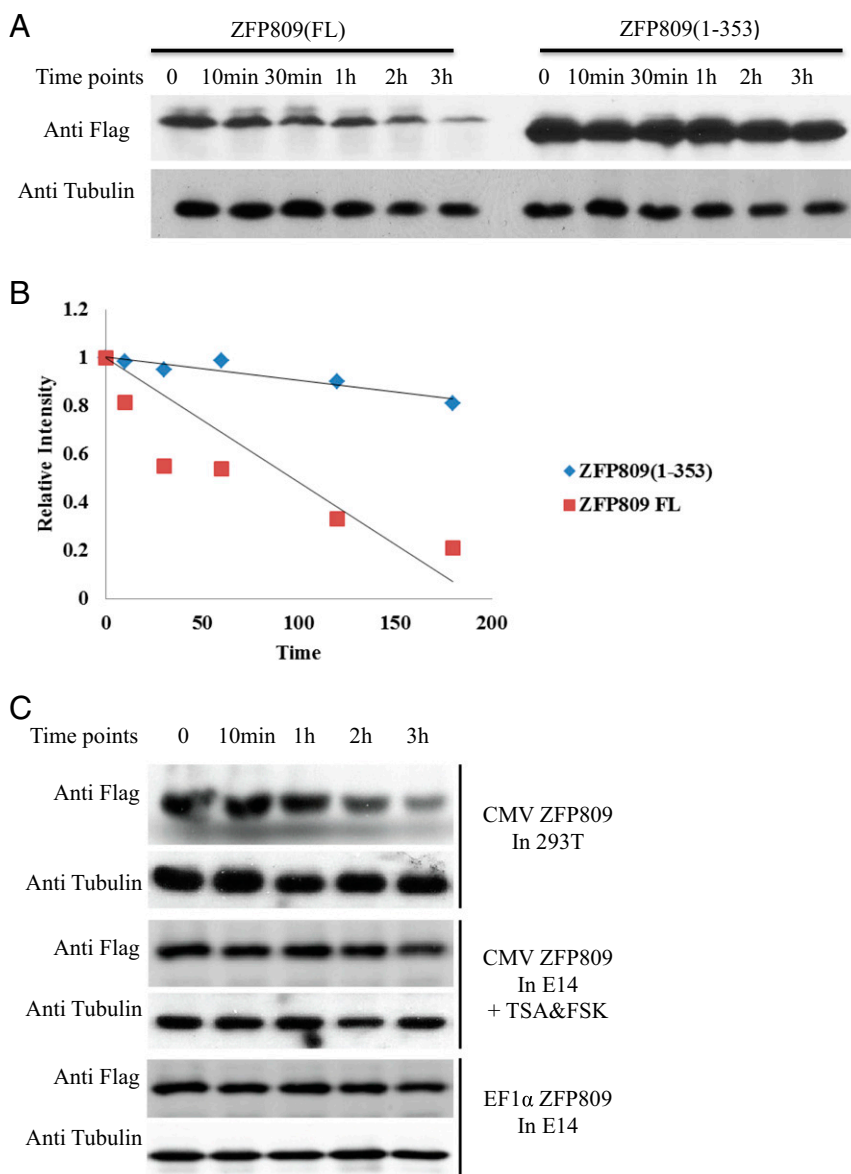 A
ZFP809(FL) ZFP809(1-353)
Time points 0 10min 30min 1h 2h 3h 0 10min 30min 1h 2h 3h
Anti Flag
Anti Tubulin
B
1.2
1
0.8
0.6
0.4
0.2
0
Relative Intensity
0 50 100 150 200
Time
ZFP809(1-353)
ZFP809 FL
C
Time points 0 10min 1h 2h 3h
Anti Flag
Anti Tubulin
CMV ZFP809
In 293T
Anti Flag
Anti Tubulin
CMV ZFP809
In E14
+ TSA&FSK
Anti Flag
Anti Tubulin
EF1α ZFP809
In E14